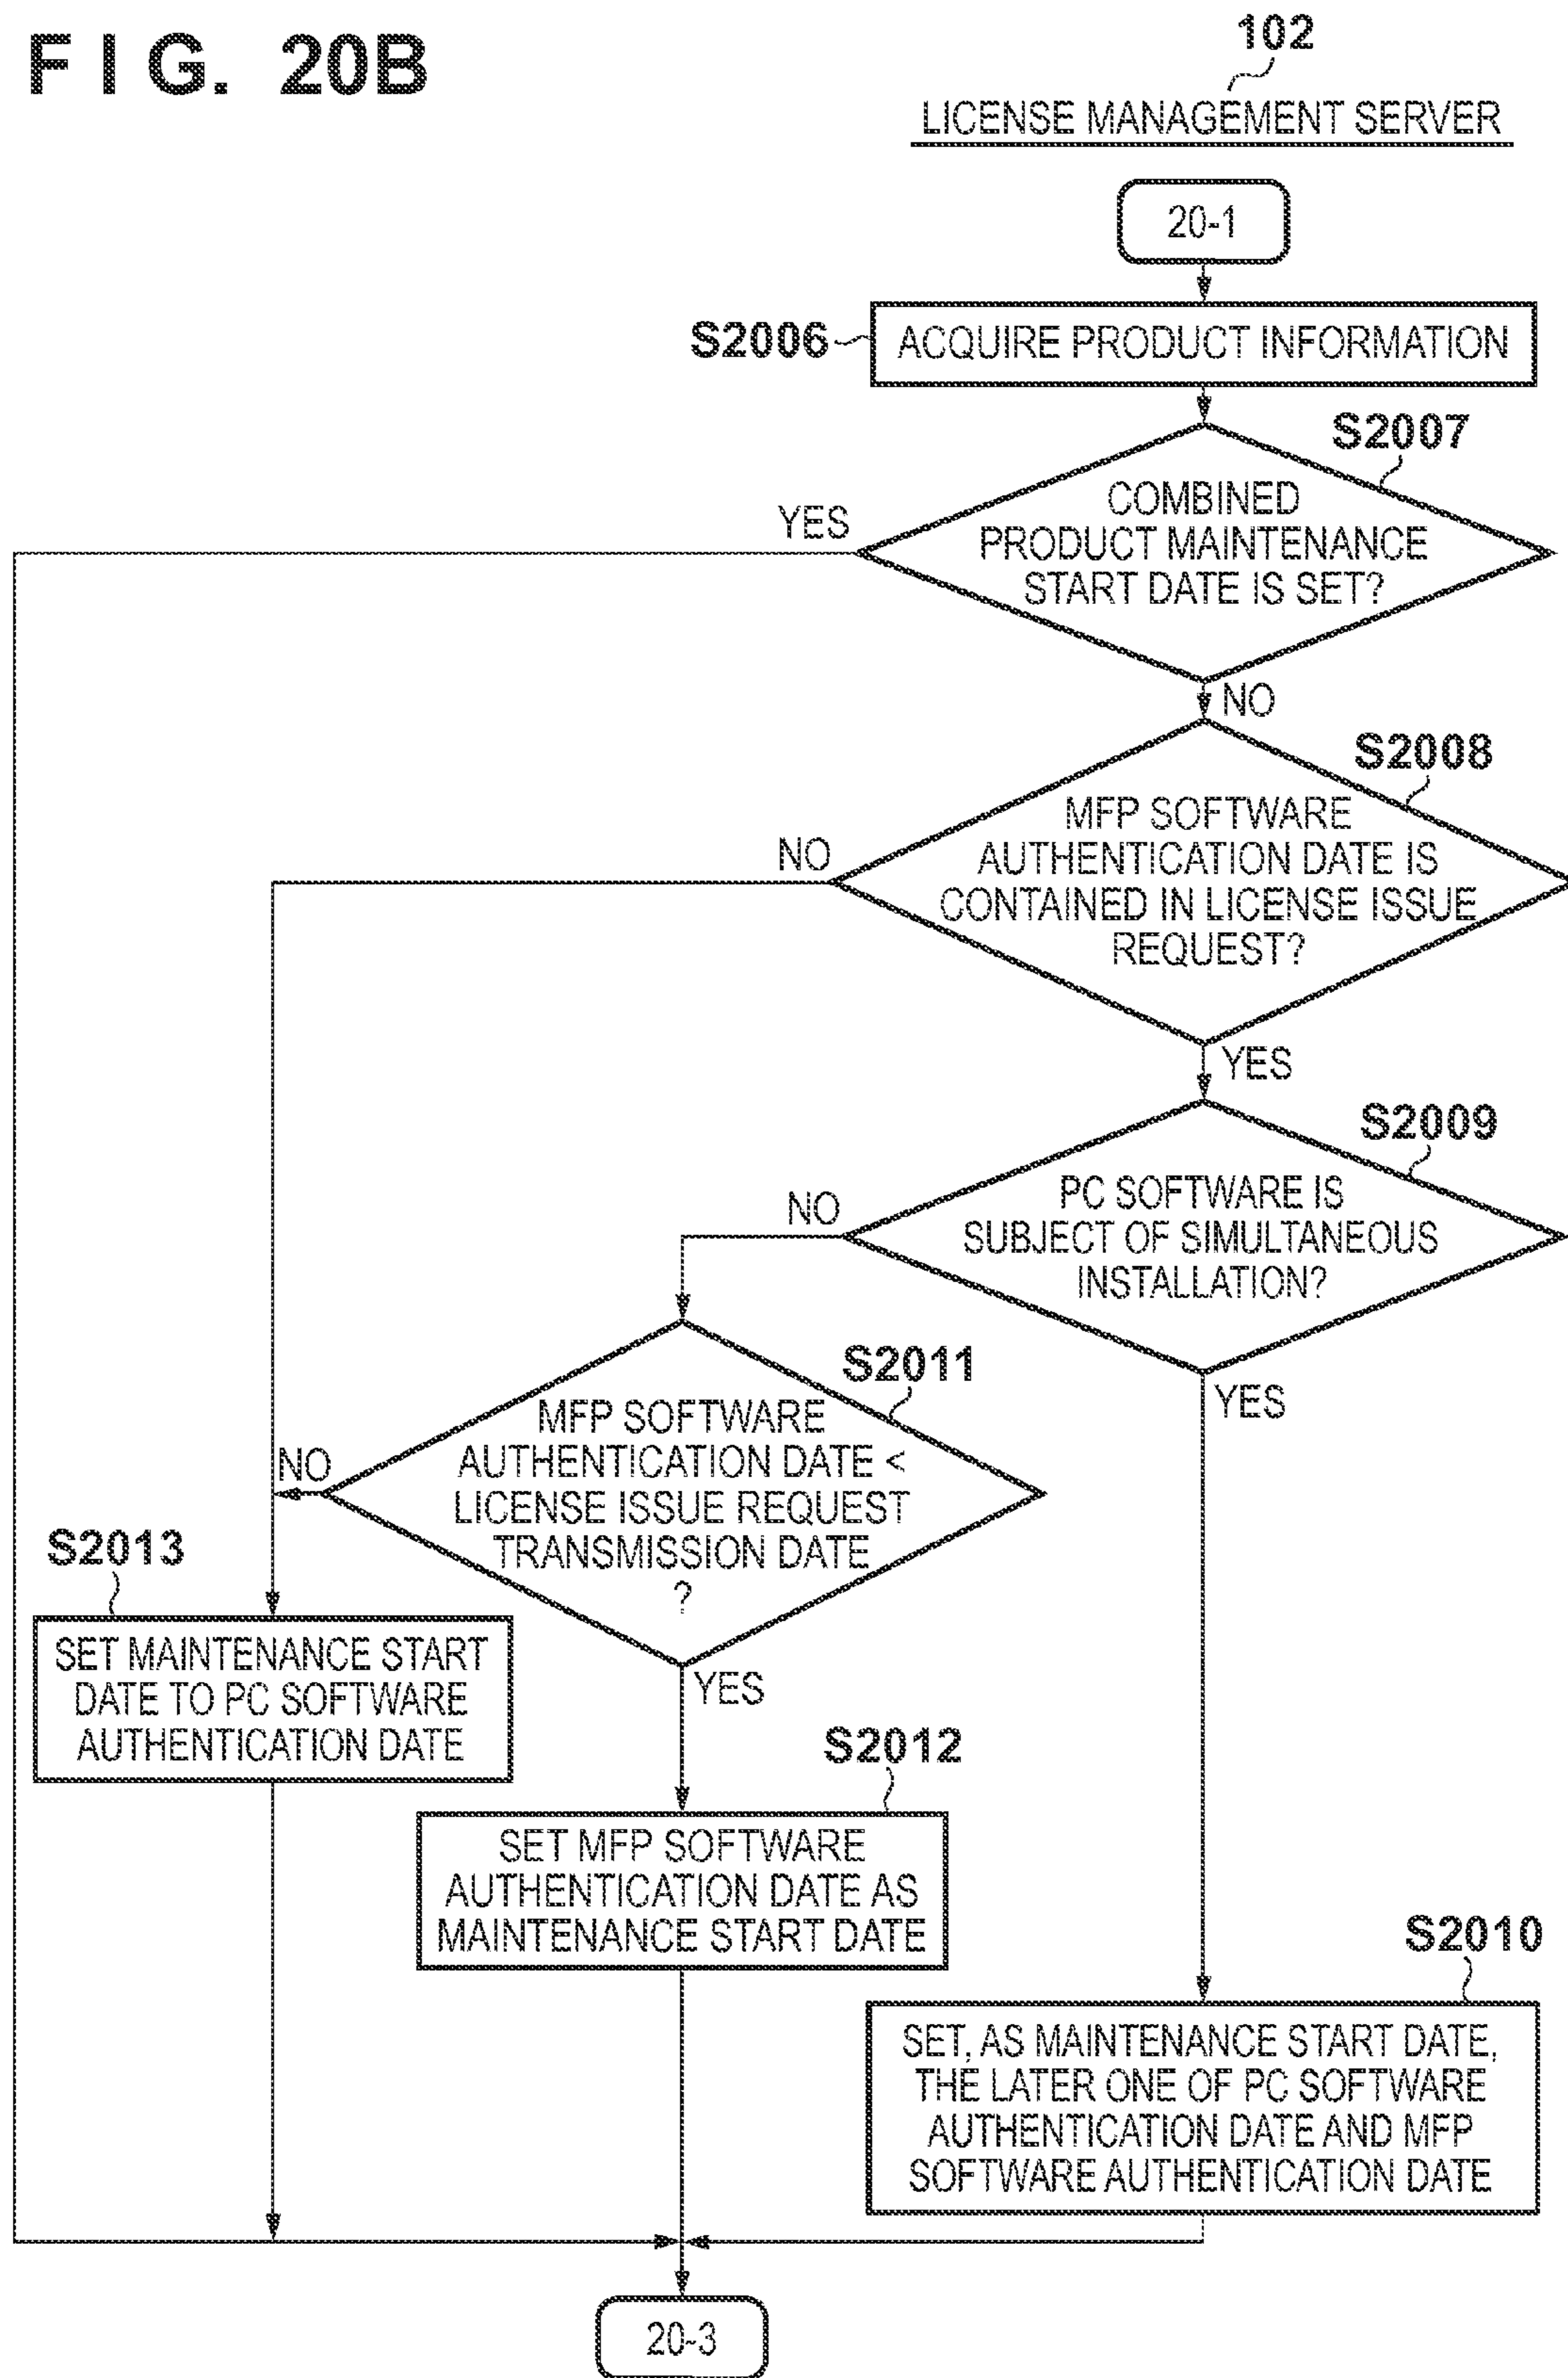 FIG. 20B
102
LICENSE MANAGEMENT SERVER
20-1
S2006
ACQUIRE PRODUCT INFORMATION
S2007
COMBINED
PRODUCT MAINTENANCE
START DATE IS SET?
YES
NO
S2008
MFP SOFTWARE
AUTHENTICATION DATE IS
CONTAINED IN LICENSE ISSUE
REQUEST?
NO
YES
S2009
PC SOFTWARE IS
SUBJECT OF SIMULTANEOUS
INSTALLATION?
NO
YES
S2011
MFP SOFTWARE
AUTHENTICATION DATE <
LICENSE ISSUE REQUEST
TRANSMISSION DATE
?
NO
YES
S2013
SET MAINTENANCE START
DATE TO PC SOFTWARE
AUTHENTICATION DATE
S2012
SET MFP SOFTWARE
AUTHENTICATION DATE AS
MAINTENANCE START DATE
S2010
SET, AS MAINTENANCE START DATE,
THE LATER ONE OF PC SOFTWARE
AUTHENTICATION DATE AND MFP
SOFTWARE AUTHENTICATION DATE
20-3